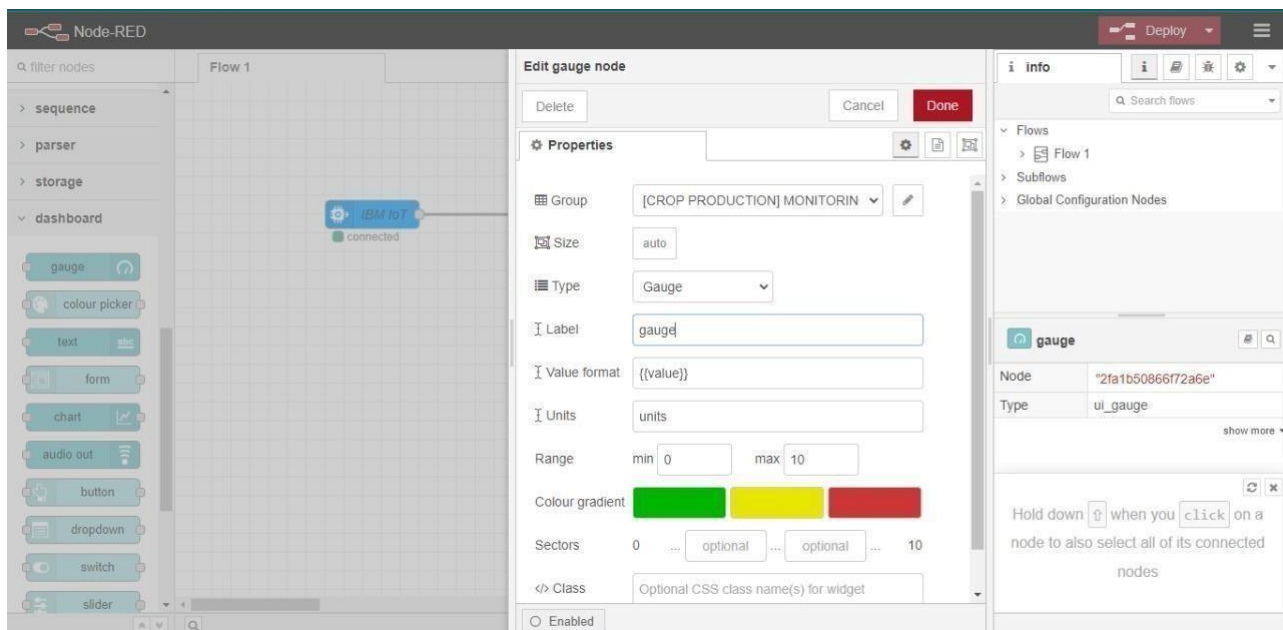 Node-RED
Deploy
filter nodes
sequence
parser
storage
dashboard
gauge
colour picker
text
abc
form
chart
audio out
button
dropdown
switch
slider
Flow 1
IBM IoT
connected
Edit gauge node
Delete
Cancel
Done
Properties
Group
[CROP PRODUCTION] MONITORIN
Size
auto
Type
Gauge
Label
gauge
Value format
{{value}}
Units
units
Range
min 0
max 10
Colour gradient
Sectors
0 ... optional ... optional ... 10
</> Class
Optional CSS class name(s) for widget
Enabled
i info
i
Search flows
Flows
Flow 1
Subflows
Global Configuration Nodes
gauge
Node
"2fa1b50866f72a6e"
Type
ui_gauge
show more
Hold down ⇧ when you click on a
node to also select all of its connected
nodes